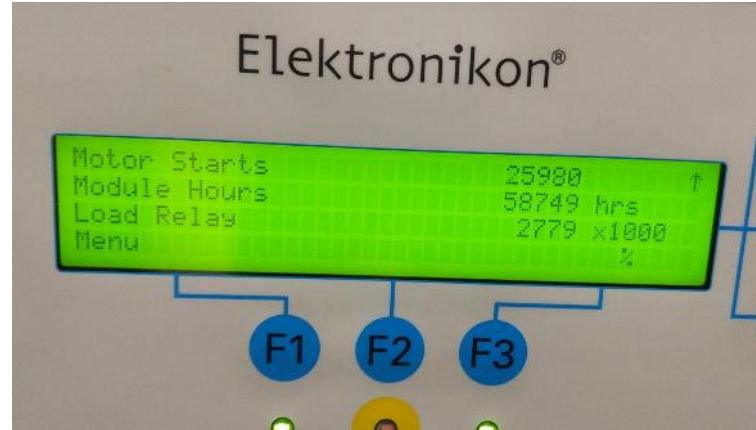 Elektronikon®
Motor Starts 25980 ↑
Module Hours 58749 hrs
Load Relay 2779 x1000
Menu %
F1 F2 F3